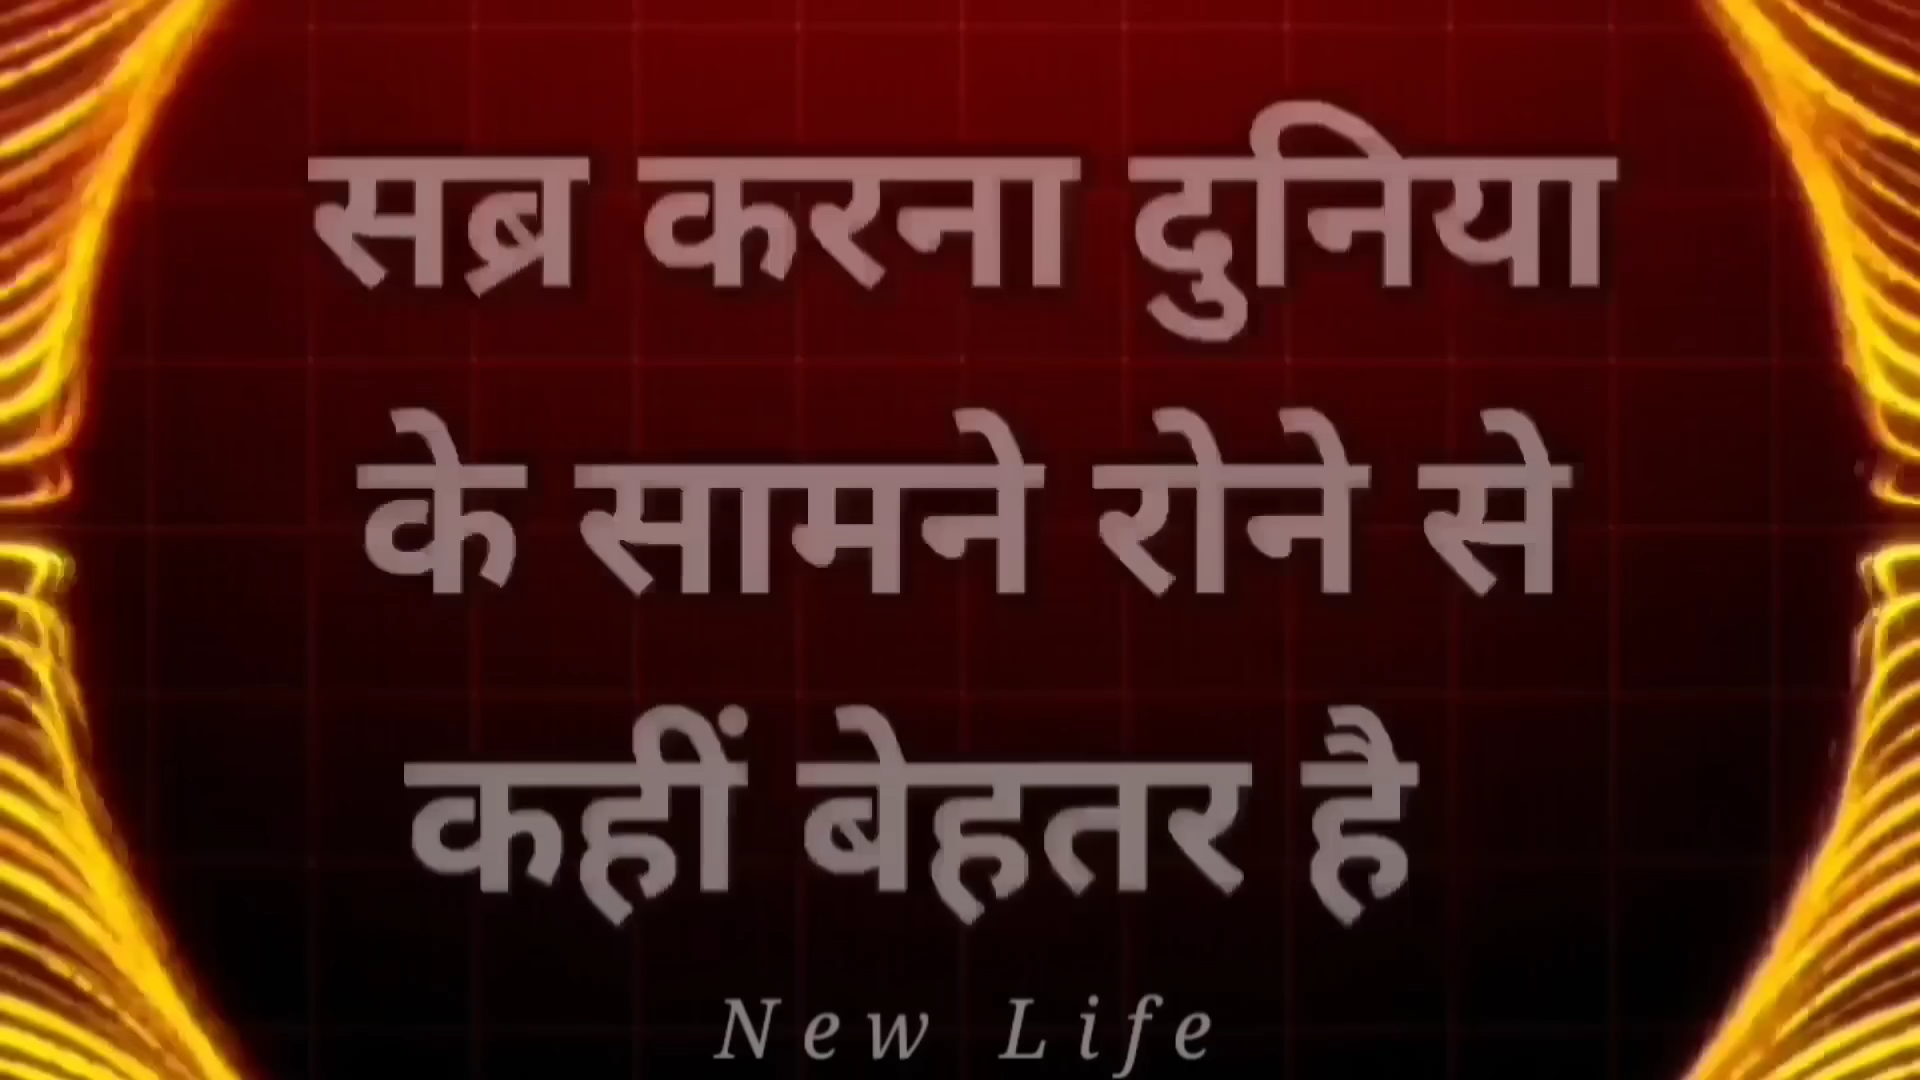 सब्र करना दुनिया
के सामने रोने से
कहीं बेहतर है
New Life